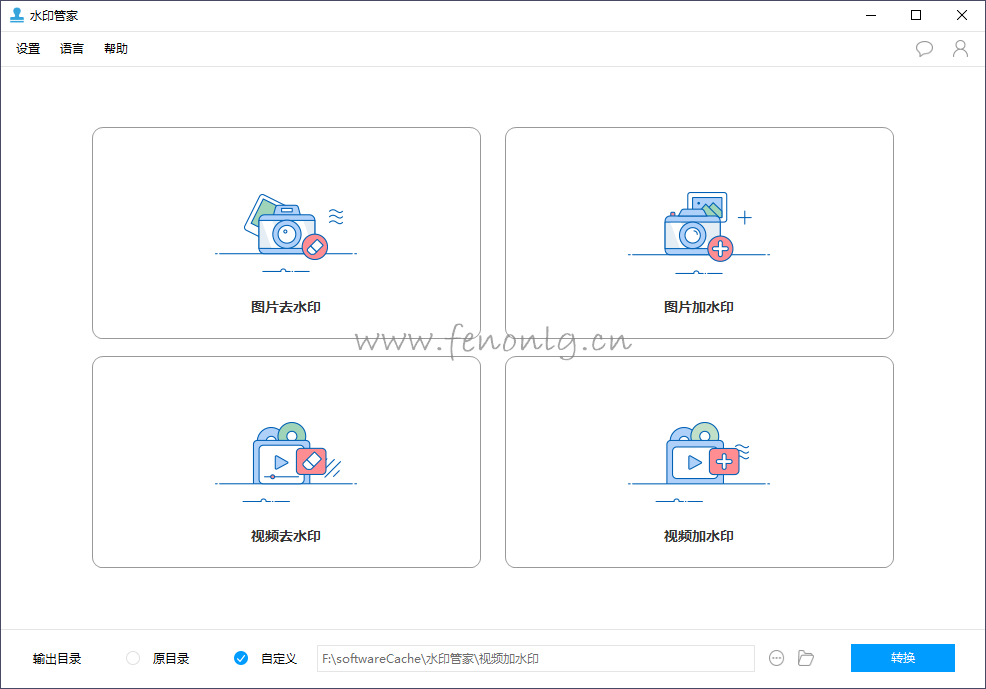 水印管家
设置 语言 帮助
图片去水印 图片加水印
www.fenonlg.cn
视频去水印 视频加水印
输出目录 原目录 自定义 F:\softwareCache\水印管家\视频加水印 转换